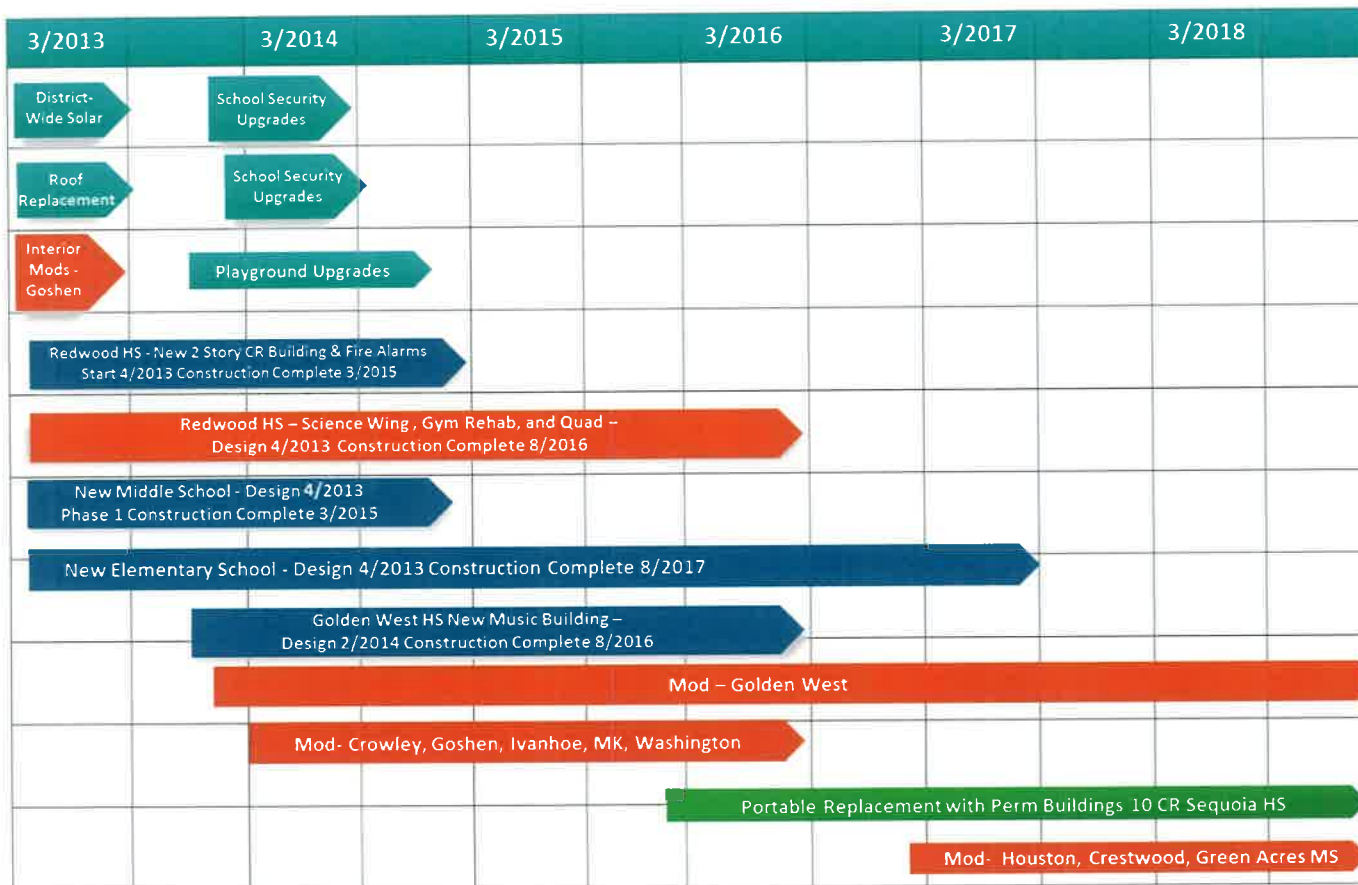 3/2013 3/2014 3/2015 3/2016 3/2017 3/2018
District-
Wide Solar
School Security
Upgrades
Roof
Replacement
School Security
Upgrades
Interior
Mods -
Goshen
Playground Upgrades
Redwood HS - New 2 Story CR Building & Fire Alarms
Start 4/2013 Construction Complete 3/2015
Redwood HS – Science Wing , Gym Rehab, and Quad –
Design 4/2013 Construction Complete 8/2016
New Middle School - Design 4/2013
Phase 1 Construction Complete 3/2015
New Elementary School - Design 4/2013 Construction Complete 8/2017
Golden West HS New Music Building –
Design 2/2014 Construction Complete 8/2016
Mod – Golden West
Mod- Crowley, Goshen, Ivanhoe, MK, Washington
Portable Replacement with Perm Buildings 10 CR Sequoia HS
Mod- Houston, Crestwood, Green Acres MS